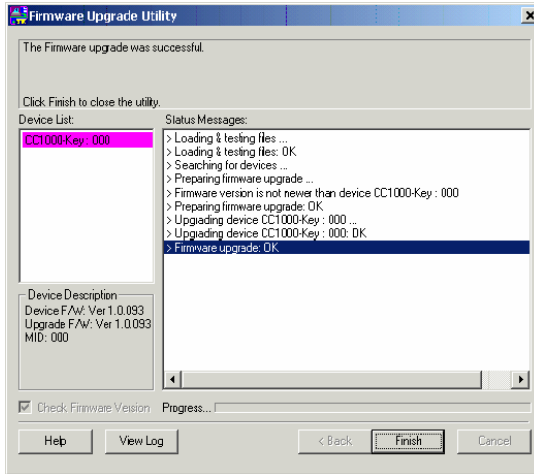 Firmware Upgrade Utility
The Firmware upgrade was successful.
Click Finish to close the utility.
Device List:
CC1000-Key : 000
Status Messages:
> Loading & testing files ...
> Loading & testing files: OK
> Searching for devices ...
> Preparing firmware upgrade ...
> Firmware version is not newer than device CC1000-Key : 000
> Preparing firmware upgrade: OK
> Upgrading device CC1000-Key : 000 ...
> Upgrading device CC1000-Key : 000: OK
> Firmware upgrade: OK
Device Description
Device F/W: Ver 1.0.093
Upgrade F/W: Ver 1.0.093
MID: 000
Check Firmware Version
Progress...
Help
View Log
< Back
Finish
Cancel